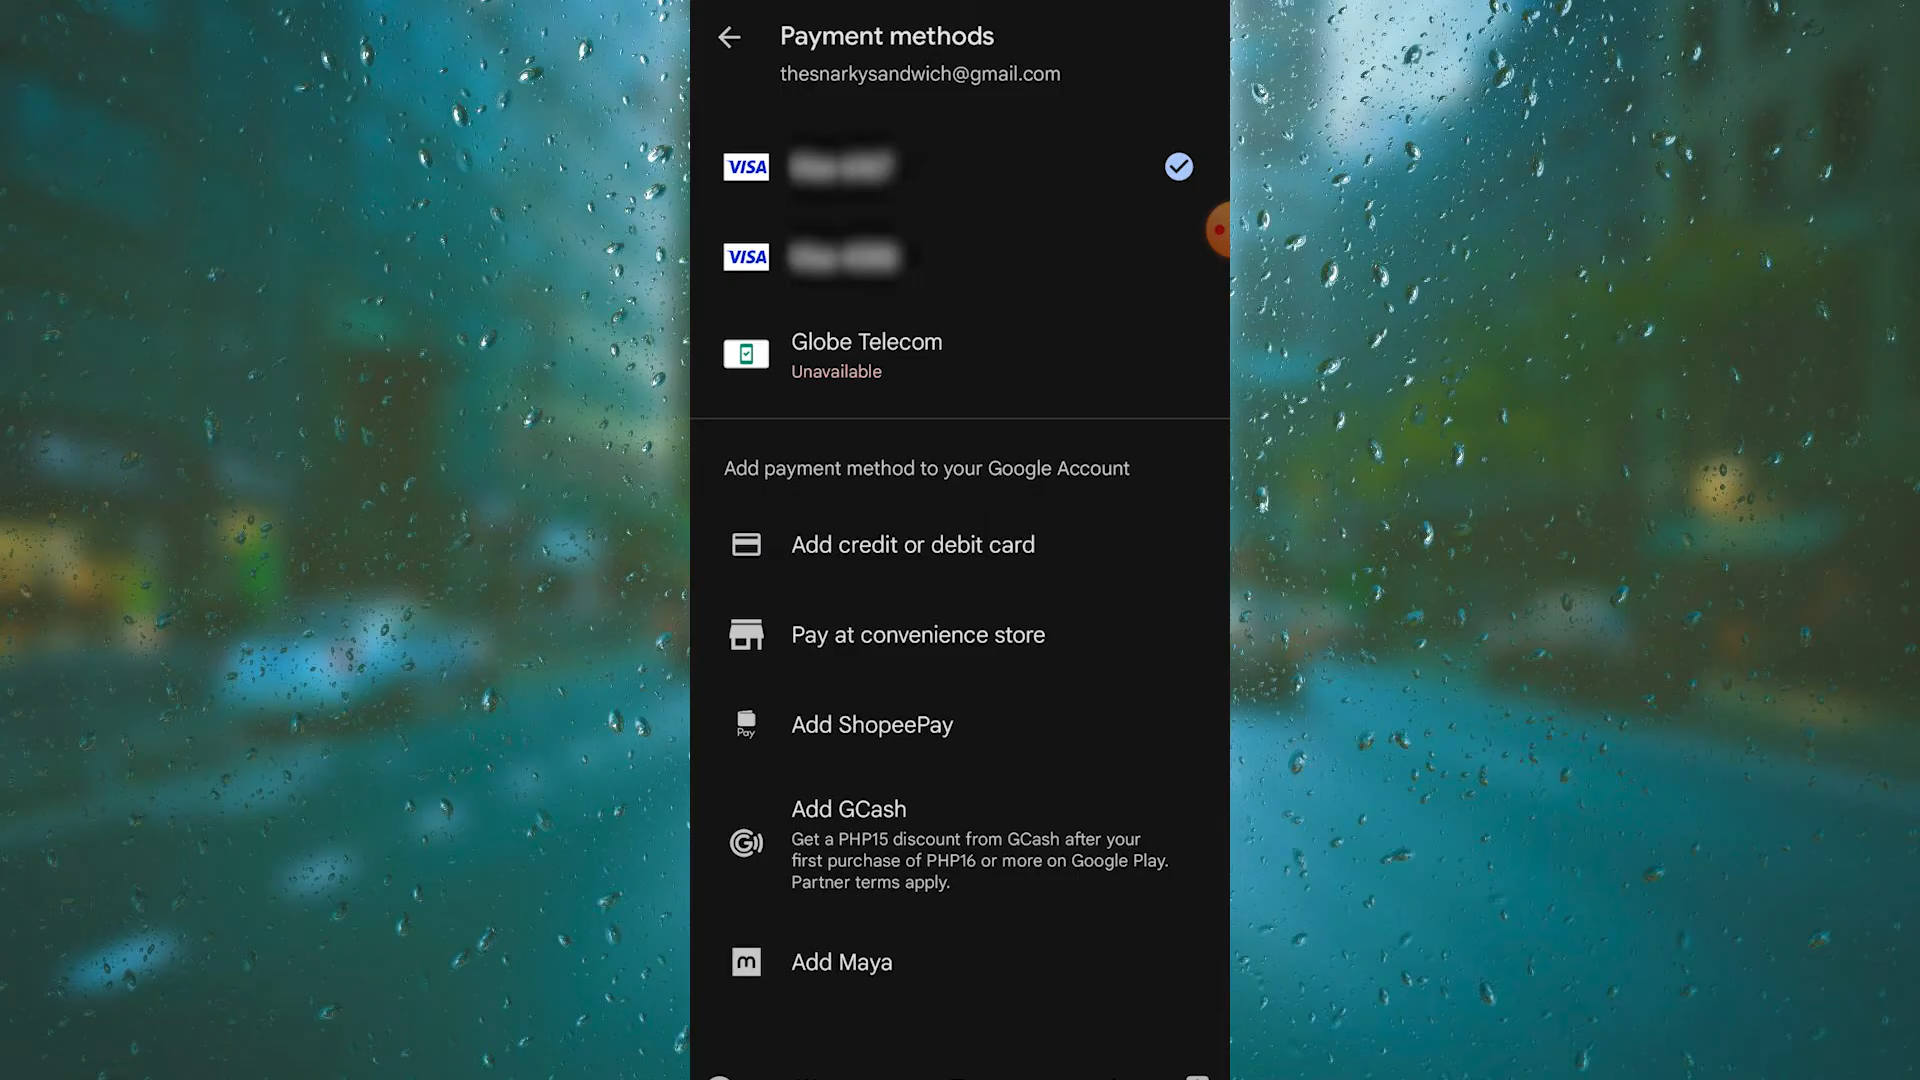 Payment methods
thesnarkysandwich@gmail.com
VISA
VISA
Globe Telecom
Unavailable
Add payment method to your Google Account
Add credit or debit card
Pay at convenience store
Pay
Add ShopeePay
Add GCash
Get a PHP15 discount from GCash after your
first purchase of PHP16 or more on Google Play.
Partner terms apply.
m
Add Maya